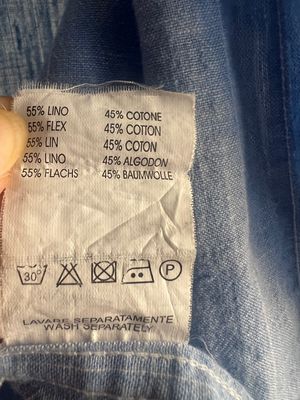 55% LINO 45% COTONE
55% FLEX 45% COTTON
55% LIN 45% COTON
55% LINO 45% ALGODON
55% FLACHS 45% BAUMWOLLE
30° P
LAVARE SEPARATAMENTE
WASH SEPARATELY